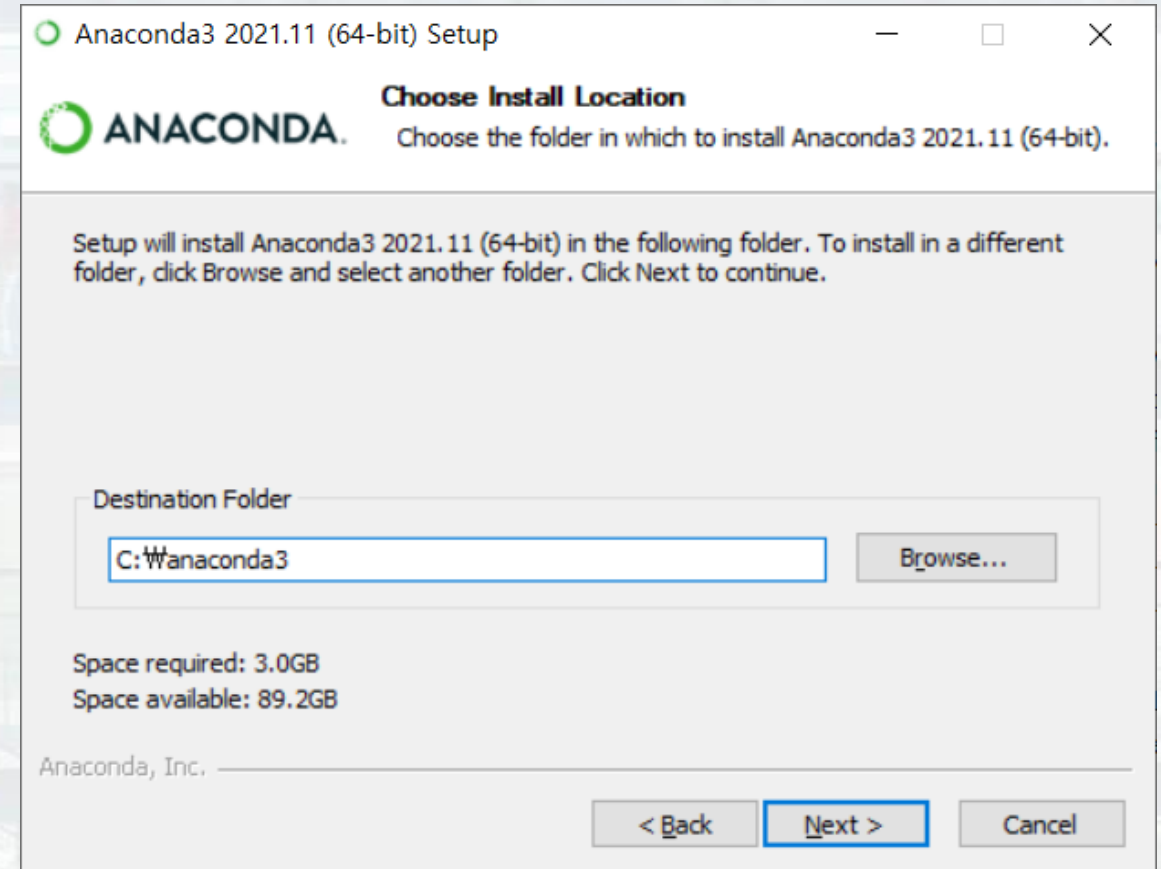 Anaconda3 2021.11 (64-bit) Setup
ANACONDA.
Choose Install Location
Choose the folder in which to install Anaconda3 2021.11 (64-bit).
Setup will install Anaconda3 2021.11 (64-bit) in the following folder. To install in a different
folder, click Browse and select another folder. Click Next to continue.
Destination Folder
C:₩anaconda3
Browse...
Space required: 3.0GB
Space available: 89.2GB
Anaconda, Inc.
< Back
Next >
Cancel